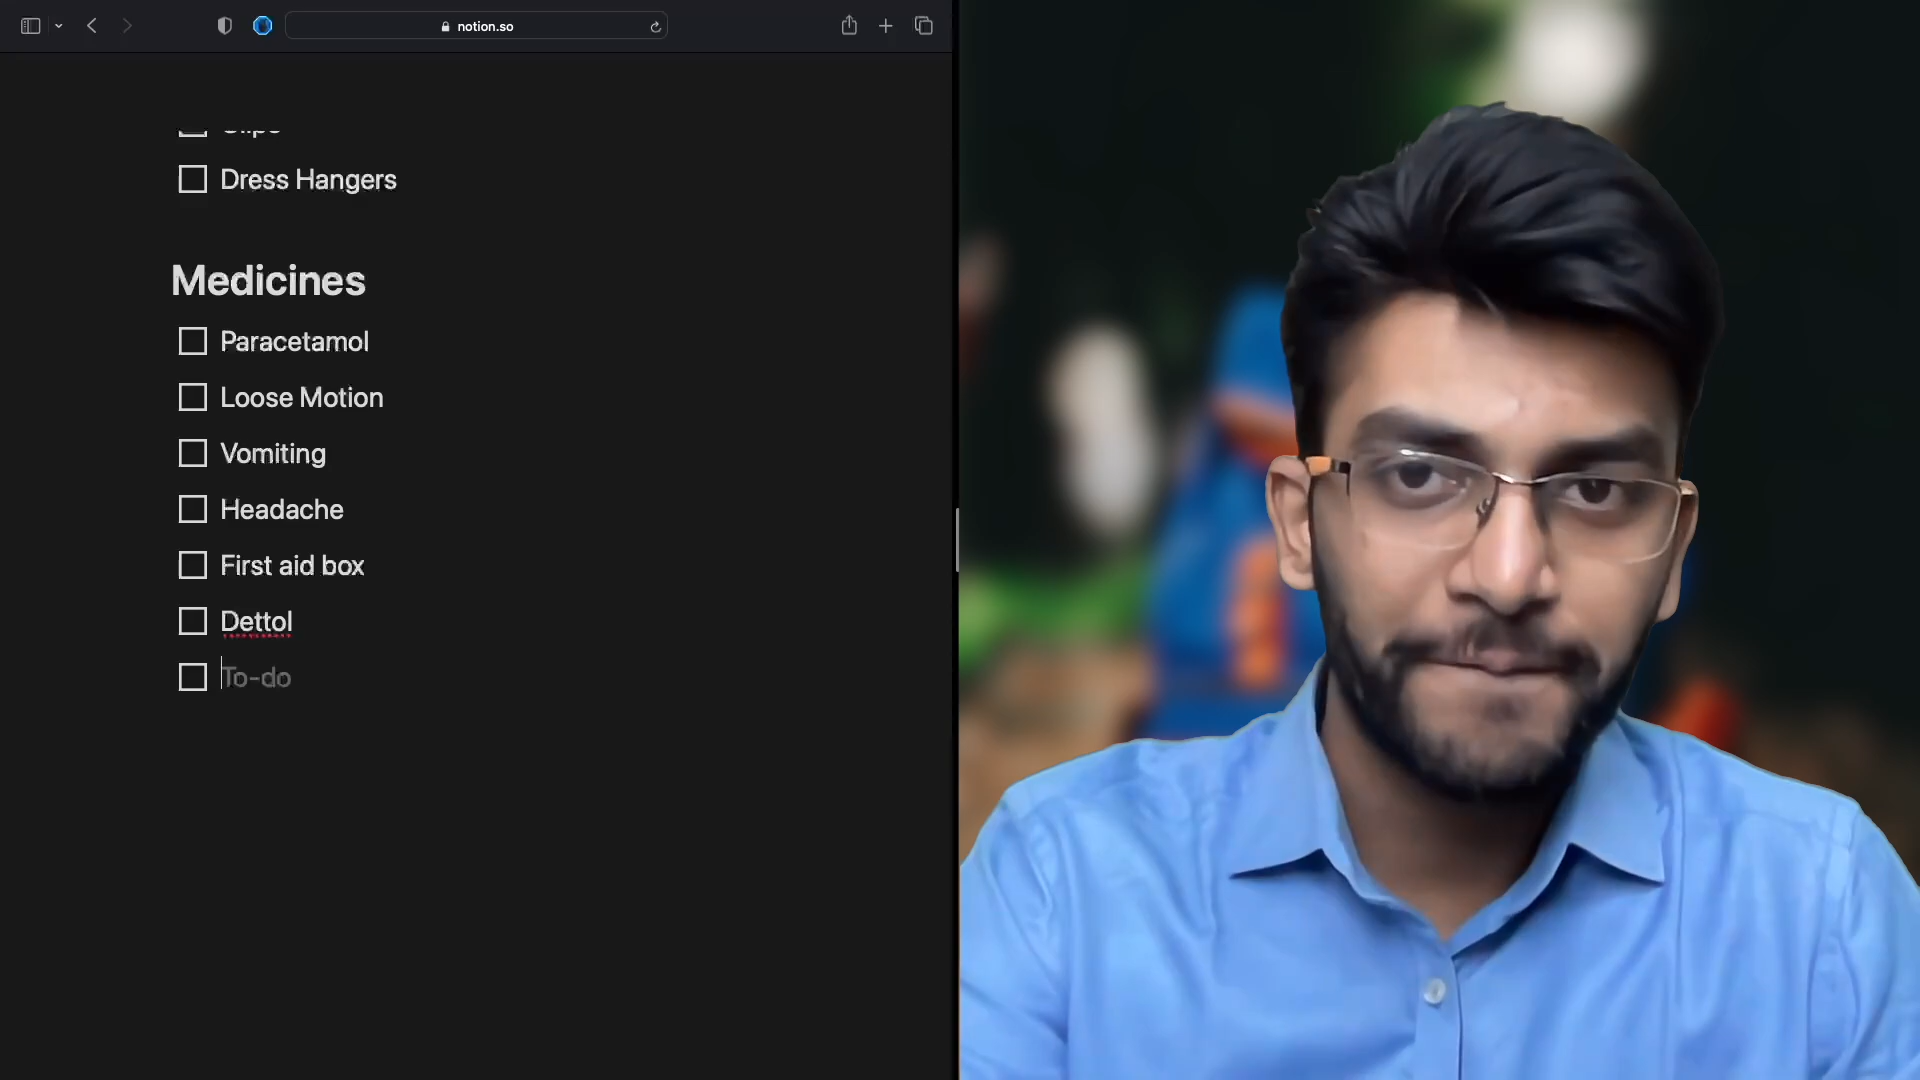 notion.so
Dress Hangers
Medicines
Paracetamol
Loose Motion
Vomiting
Headache
First aid box
Dettol
To-do